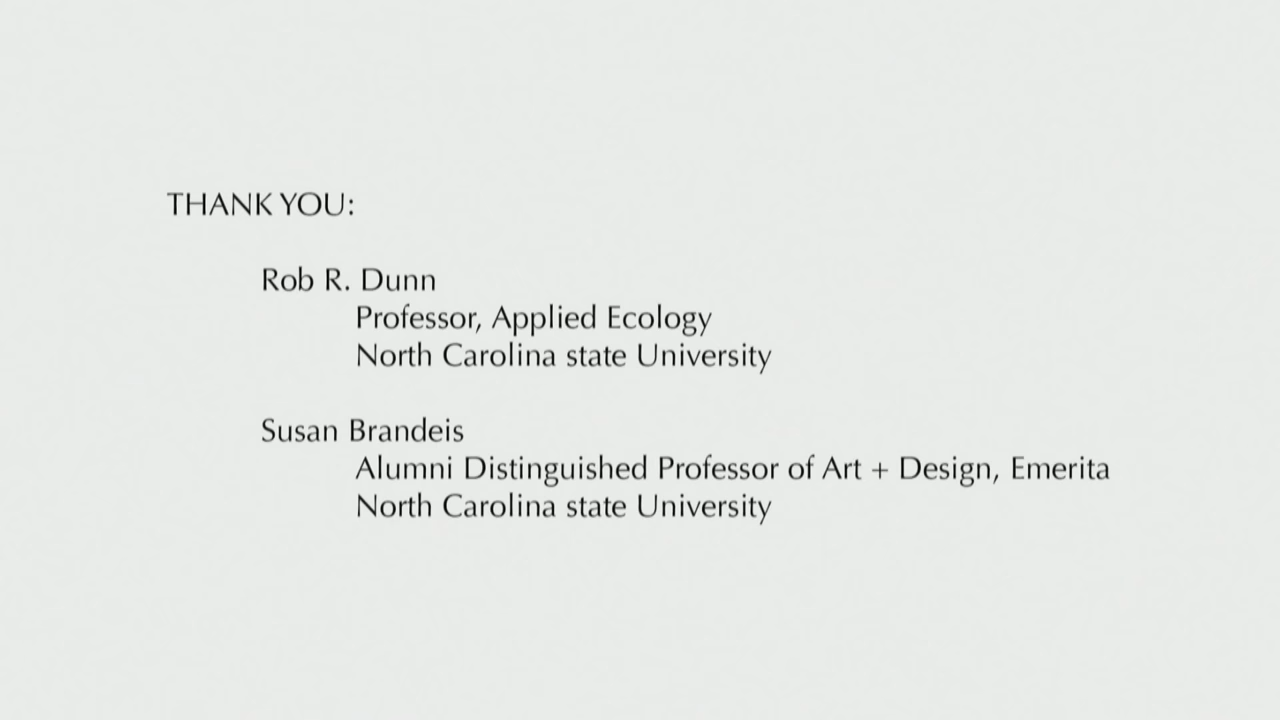 THANK YOU:
Rob R. Dunn
Professor, Applied Ecology
North Carolina state University
Susan Brandeis
Alumni Distinguished Professor of Art + Design, Emerita
North Carolina state University